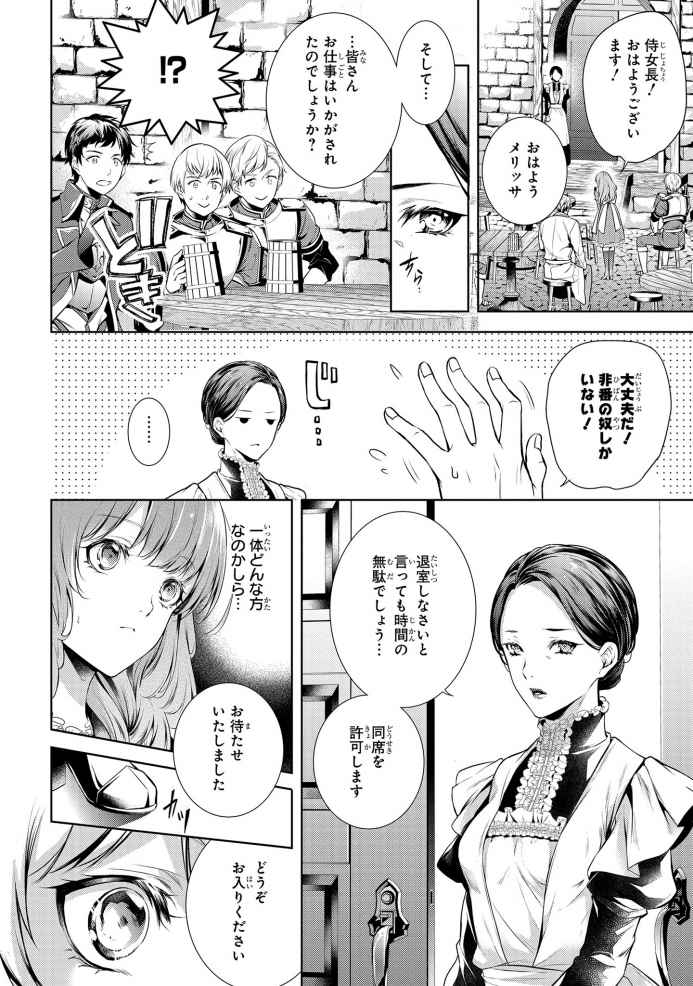 侍女長！
おはようござい
ます！
おはよう
メリッサ
そして…
ちら
…皆さん
お仕事はいかがされ
たのでしょうか？
!?
どきっ
大丈夫だ！
非番の奴しか
いない！
じ…
……
退室しなさいと
言っても時間の
無駄でしょう…
同席を
許可します
一体どんな方
なのかしら…
お待たせ
いたしました
カッ
どうぞ
お入りください